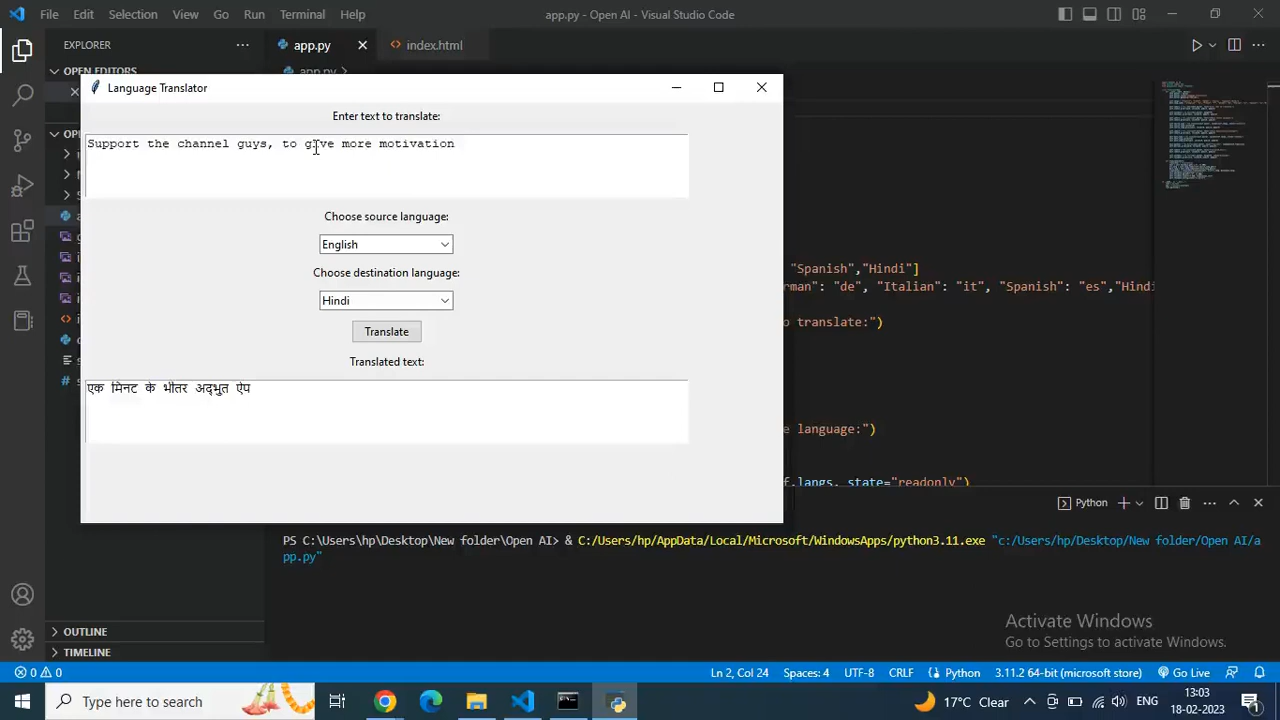 File Edit Selection View Go Run Terminal Help app.py - Open AI - Visual Studio Code
EXPLORER
app.py
index.html
OPEN EDITORS
app.py
Language Translator
Enter text to translate:
Support the channel guys, to give more motivation
Choose source language:
English
Choose destination language:
Hindi
Translate
Translated text:
एक मिनट के भीतर अद्भुत ऐप
"Spanish","Hindi"]
"de", "Italian": "it", "Spanish": "es","Hindi
translate:")
language:")
state="readonly")
Python
PS C:\Users\hp\Desktop\New folder\Open AI> & C:/Users/hp/AppData/Local/Microsoft/WindowsApps/python3.11.exe "c:/Users/hp/Desktop/New folder/Open AI/a
pp.py"
OUTLINE
TIMELINE
Activate Windows
Go to Settings to activate Windows.
0 0 Ln 2, Col 24 Spaces: 4 UTF-8 CRLF Python 3.11.2 64-bit (microsoft store) Go Live
Type here to search
17°C Clear
ENG
13:03
18-02-2023
1